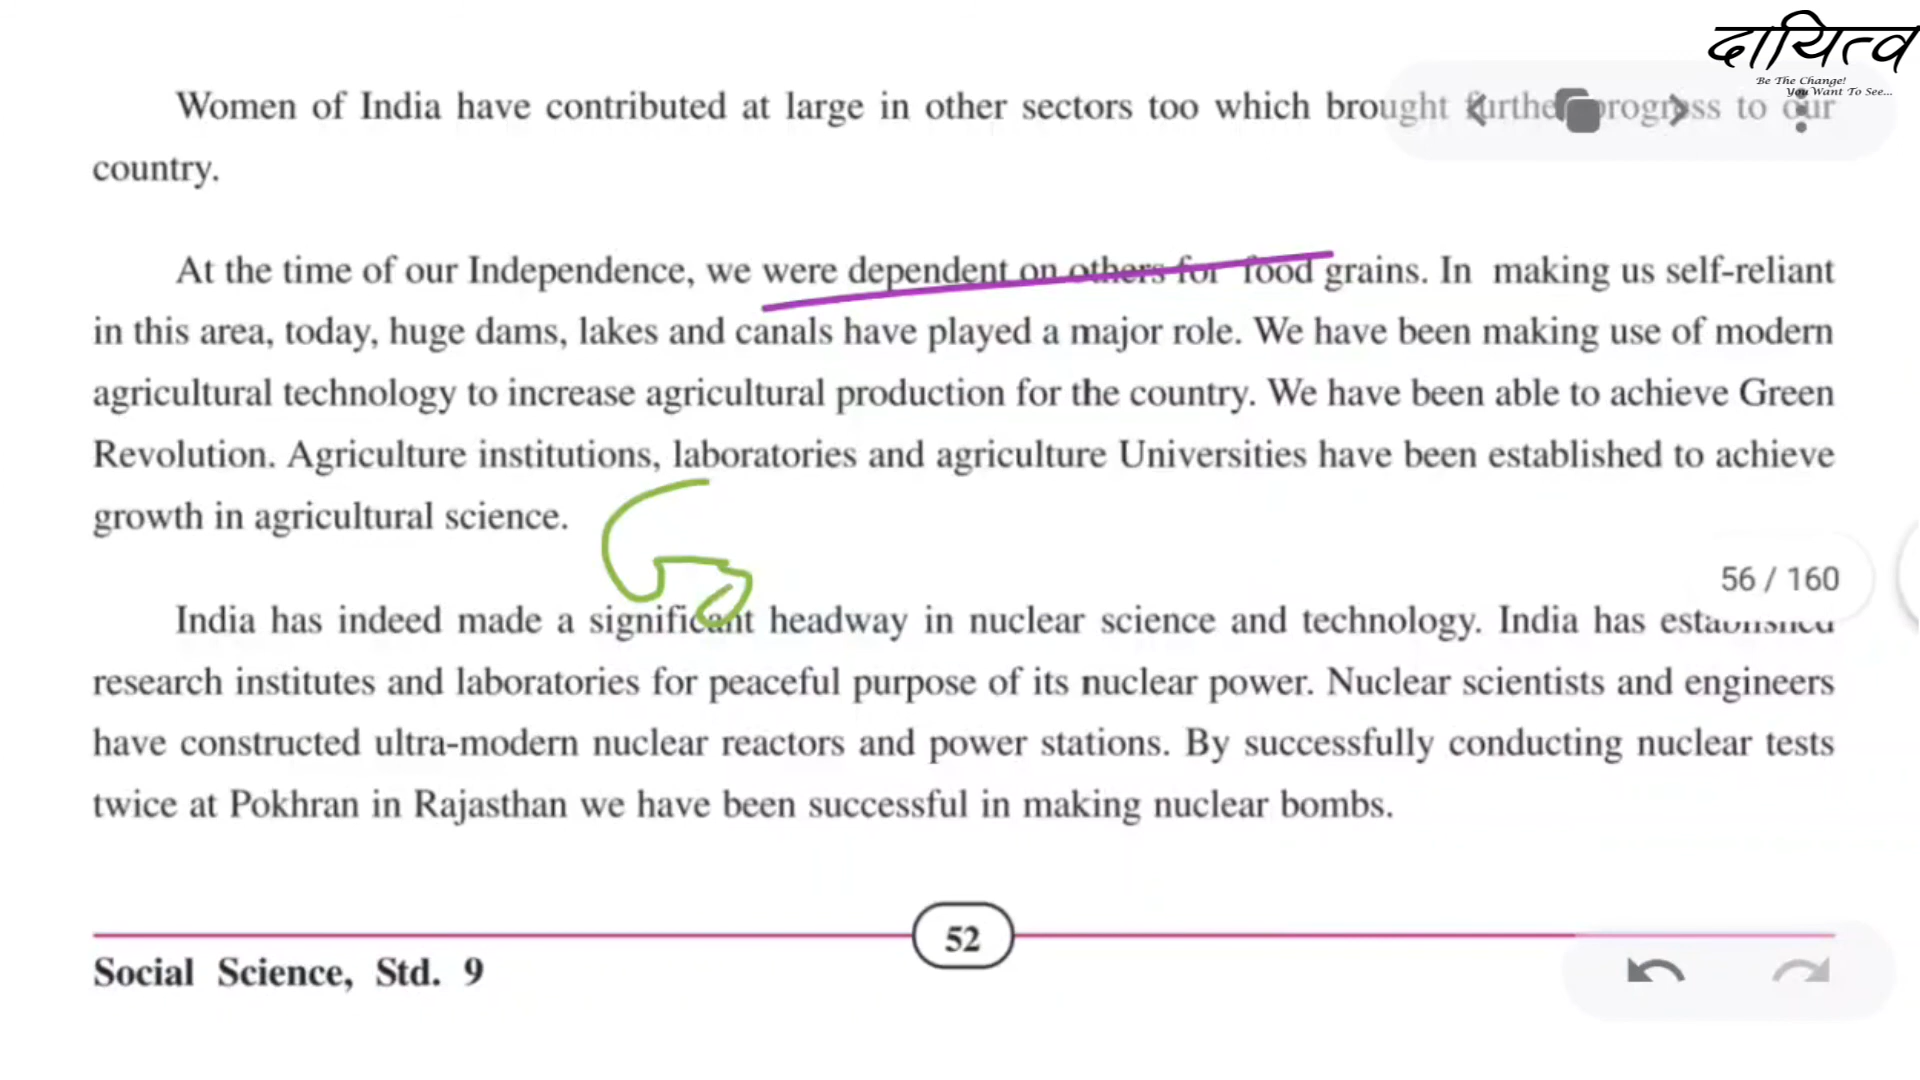 दायित्व
Be The Change!
You Want To See...
Women of India have contributed at large in other sectors too which brought further progress to our
country.
At the time of our Independence, we were dependent on others for food grains. In making us self-reliant
in this area, today, huge dams, lakes and canals have played a major role. We have been making use of modern
agricultural technology to increase agricultural production for the country. We have been able to achieve Green
Revolution. Agriculture institutions, laboratories and agriculture Universities have been established to achieve
growth in agricultural science.
56 / 160
India has indeed made a significant headway in nuclear science and technology. India has established
research institutes and laboratories for peaceful purpose of its nuclear power. Nuclear scientists and engineers
have constructed ultra-modern nuclear reactors and power stations. By successfully conducting nuclear tests
twice at Pokhran in Rajasthan we have been successful in making nuclear bombs.
52
Social Science, Std. 9